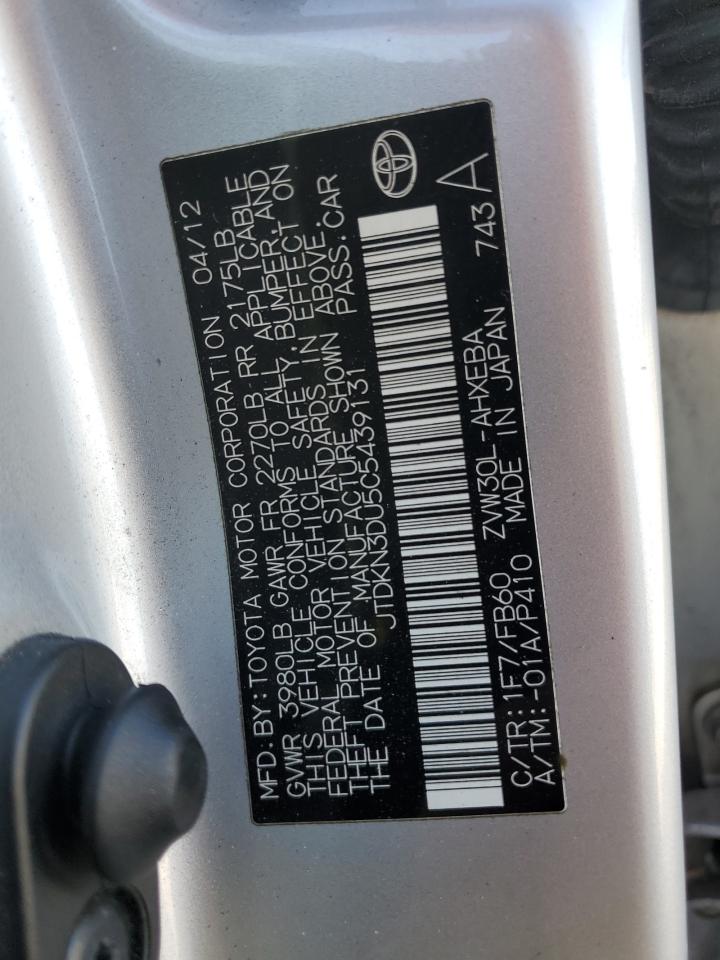 MFD. BY: TOYOTA MOTOR CORPORATION 04/12
GVWR 3980LB GAWR FR 2270LB RR 2175LB
THIS VEHICLE CONFORMS TO ALL APPLICABLE
FEDERAL MOTOR VEHICLE SAFETY, BUMPER, AND
THEFT PREVENTION STANDARDS IN EFFECT ON
THE DATE OF MANUFACTURE SHOWN ABOVE.
JTDKN3DU5C5439131 PASS. CAR
C/TR: 1F7/FB60 ZVW30L-AHXEBA 743
A/TM: -01A/P410 MADE IN JAPAN A